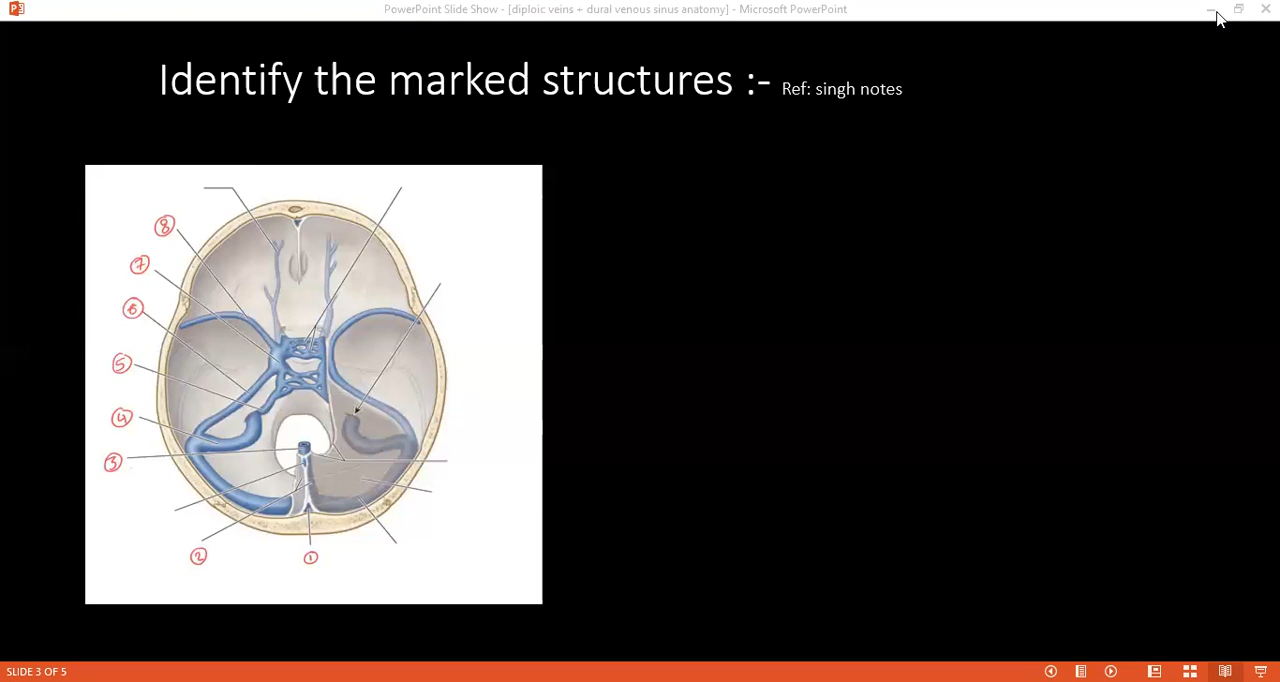 PowerPoint Slide Show - [diploic veins + dural venous sinus anatomy] - Microsoft PowerPoint
Identify the marked structures :- Ref: singh notes
8
7
6
5
4
3
2
1
SLIDE 3 OF 5